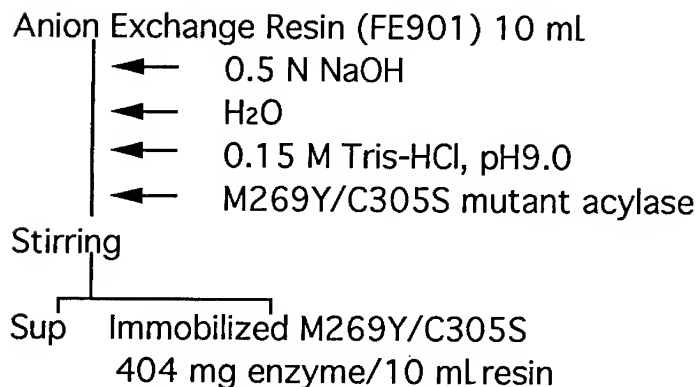 Anion Exchange Resin (FE901) 10 mL
0.5 N NaOH
H2O
0.15 M Tris-HCl, pH9.0
M269Y/C305S mutant acylase
Stirring
Sup Immobilized M269Y/C305S
404 mg enzyme/10 mL resin